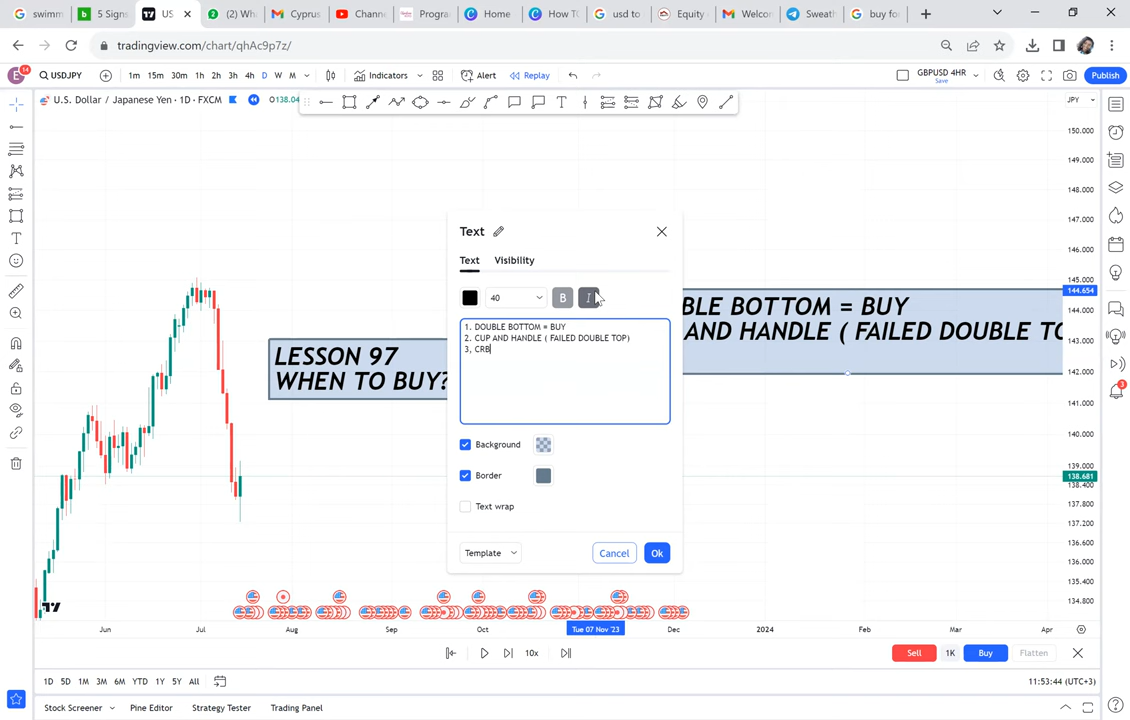 swimm
5 Signs
US
(2) Wh
Cyprus
Chann
Progra
Home
How TO
usd to
Equity
Welcon
Sweath
buy fo
tradingview.com/chart/qhAc9p7z/
E 14 USDJPY 1m 15m 30m 1h 2h 3h 4h D W M Indicators Alert Replay GBPUSD 4HR Save Publish
U.S. Dollar / Japanese Yen · 1D · FXCM O138.04 JPY
150.000
149.000
148.000
147.000
146.000
145.000
144.654
143.000
142.000
141.000
140.000
139.000
138.681
138.400
137.800
137.200
136.600
136.000
135.400
134.800
LESSON 97
WHEN TO BUY?
BLE BOTTOM = BUY
AND HANDLE ( FAILED DOUBLE TO
Text
Text Visibility
40 B I
1. DOUBLE BOTTOM = BUY
2. CUP AND HANDLE ( FAILED DOUBLE TOP)
3, CRB
Background
Border
Text wrap
Template Cancel Ok
Jun Jul Aug Sep Oct Tue 07 Nov '23 Dec 2024 Feb Mar Apr
10x Sell 1K Buy Flatten
1D 5D 1M 3M 6M YTD 1Y 5Y All 11:53:44 (UTC+3)
Stock Screener Pine Editor Strategy Tester Trading Panel
3